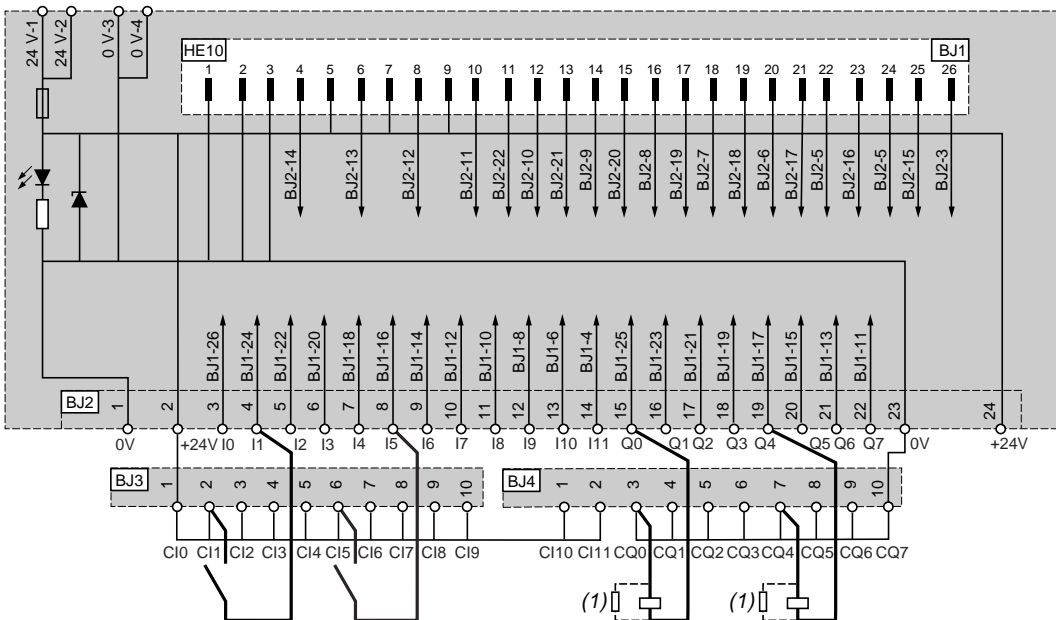 24 V-1
24 V-2
0 V-3
0 V-4
HE10
BJ1
1 2 3 4 5 6 7 8 9 10 11 12 13 14 15 16 17 18 19 20 21 22 23 24 25 26
BJ2-14
BJ2-13
BJ2-12
BJ2-11
BJ2-22
BJ2-10
BJ2-21
BJ2-9
BJ2-20
BJ2-8
BJ2-19
BJ2-7
BJ2-18
BJ2-6
BJ2-17
BJ2-5
BJ2-16
BJ2-5
BJ2-15
BJ2-3
BJ1-26
BJ1-24
BJ1-22
BJ1-20
BJ1-18
BJ1-16
BJ1-14
BJ1-12
BJ1-10
BJ1-8
BJ1-6
BJ1-4
BJ1-25
BJ1-23
BJ1-21
BJ1-19
BJ1-17
BJ1-15
BJ1-13
BJ1-11
BJ2
1 2 3 4 5 6 7 8 9 10 11 12 13 14 15 16 17 18 19 20 21 22 23 24
0V +24V I0 I1 I2 I3 I4 I5 I6 I7 I8 I9 I10 I11 Q0 Q1 Q2 Q3 Q4 Q5 Q6 Q7 0V +24V
BJ3
1 2 3 4 5 6 7 8 9 10
BJ4
1 2 3 4 5 6 7 8 9 10
CI0 CI1 CI2 CI3 CI4 CI5 CI6 CI7 CI8 CI9
CI10 CI11 CQ0 CQ1 CQ2 CQ3 CQ4 CQ5 CQ6 CQ7
(1)
(1)